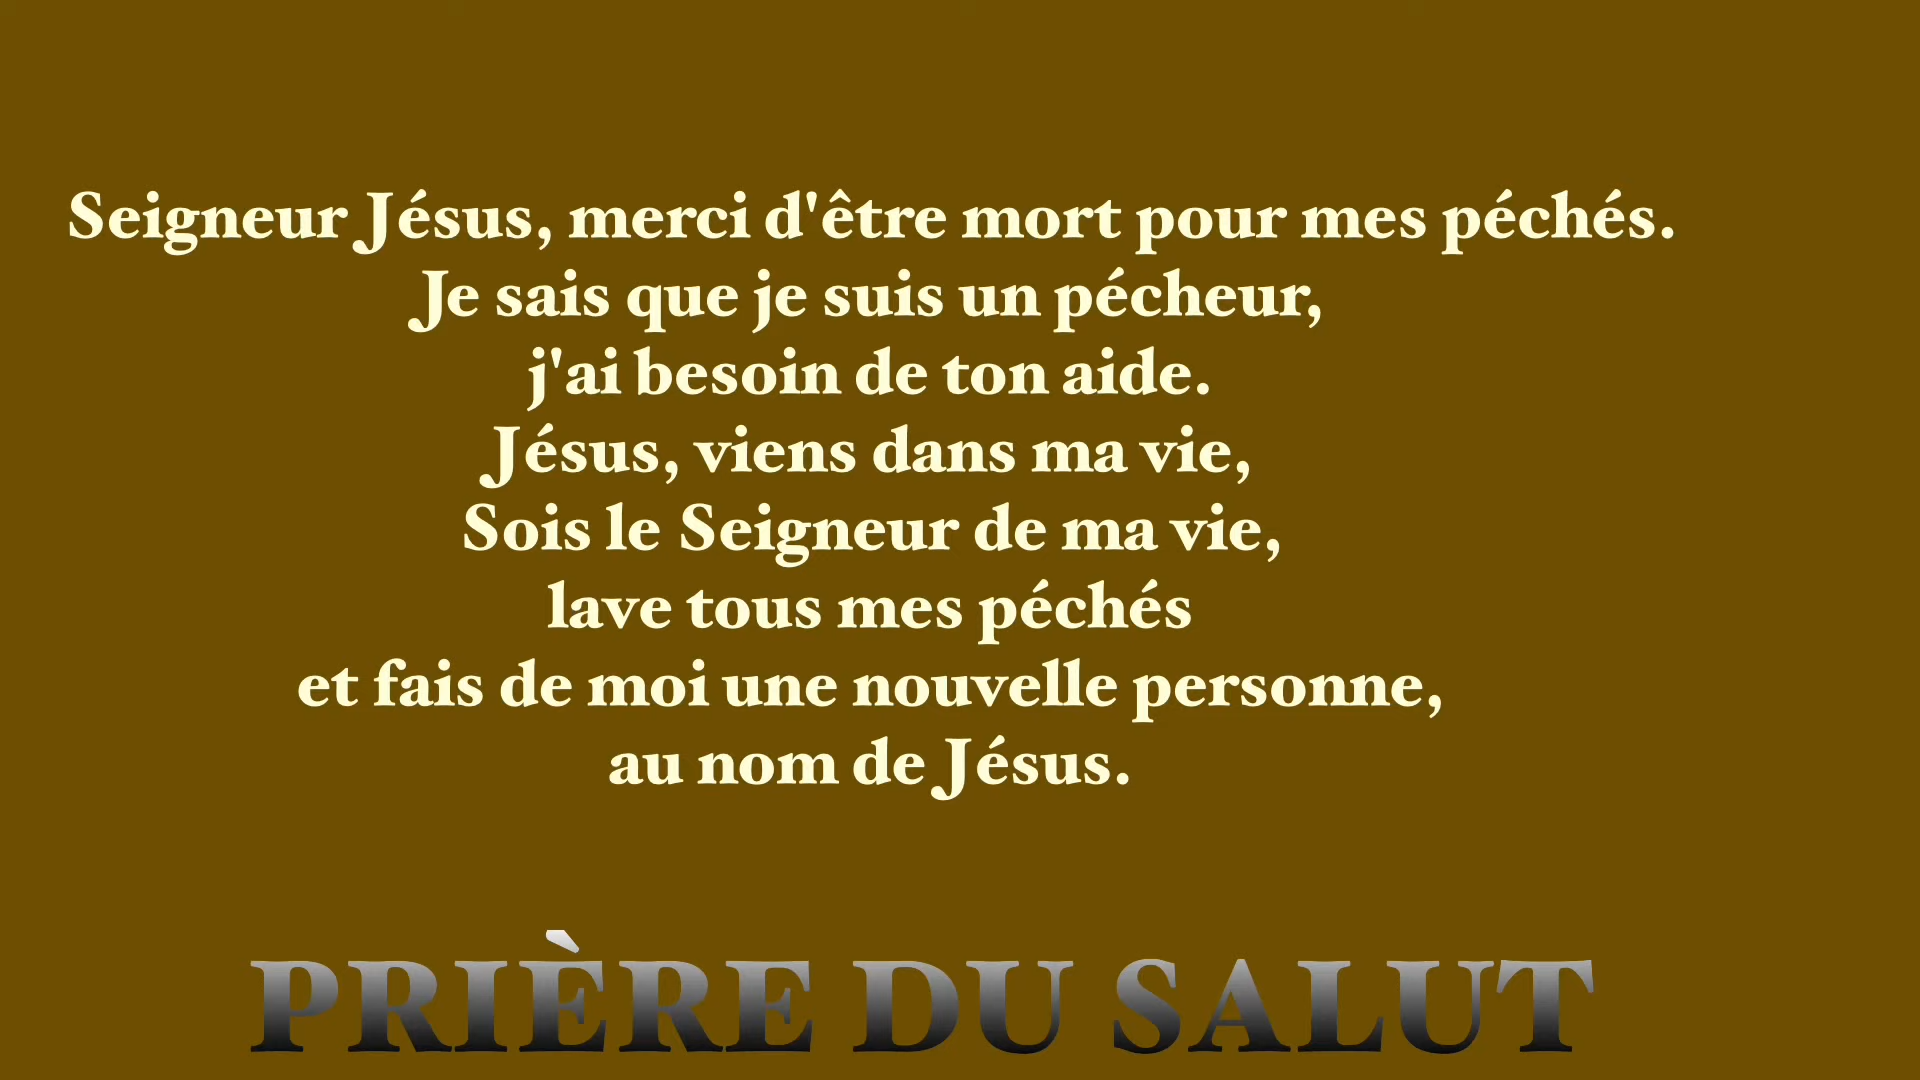 Seigneur Jésus, merci d'être mort pour mes péchés.
Je sais que je suis un pécheur,
j'ai besoin de ton aide.
Jésus, viens dans ma vie,
Sois le Seigneur de ma vie,
lave tous mes péchés
et fais de moi une nouvelle personne,
au nom de Jésus.
PRIÈRE DU SALUT